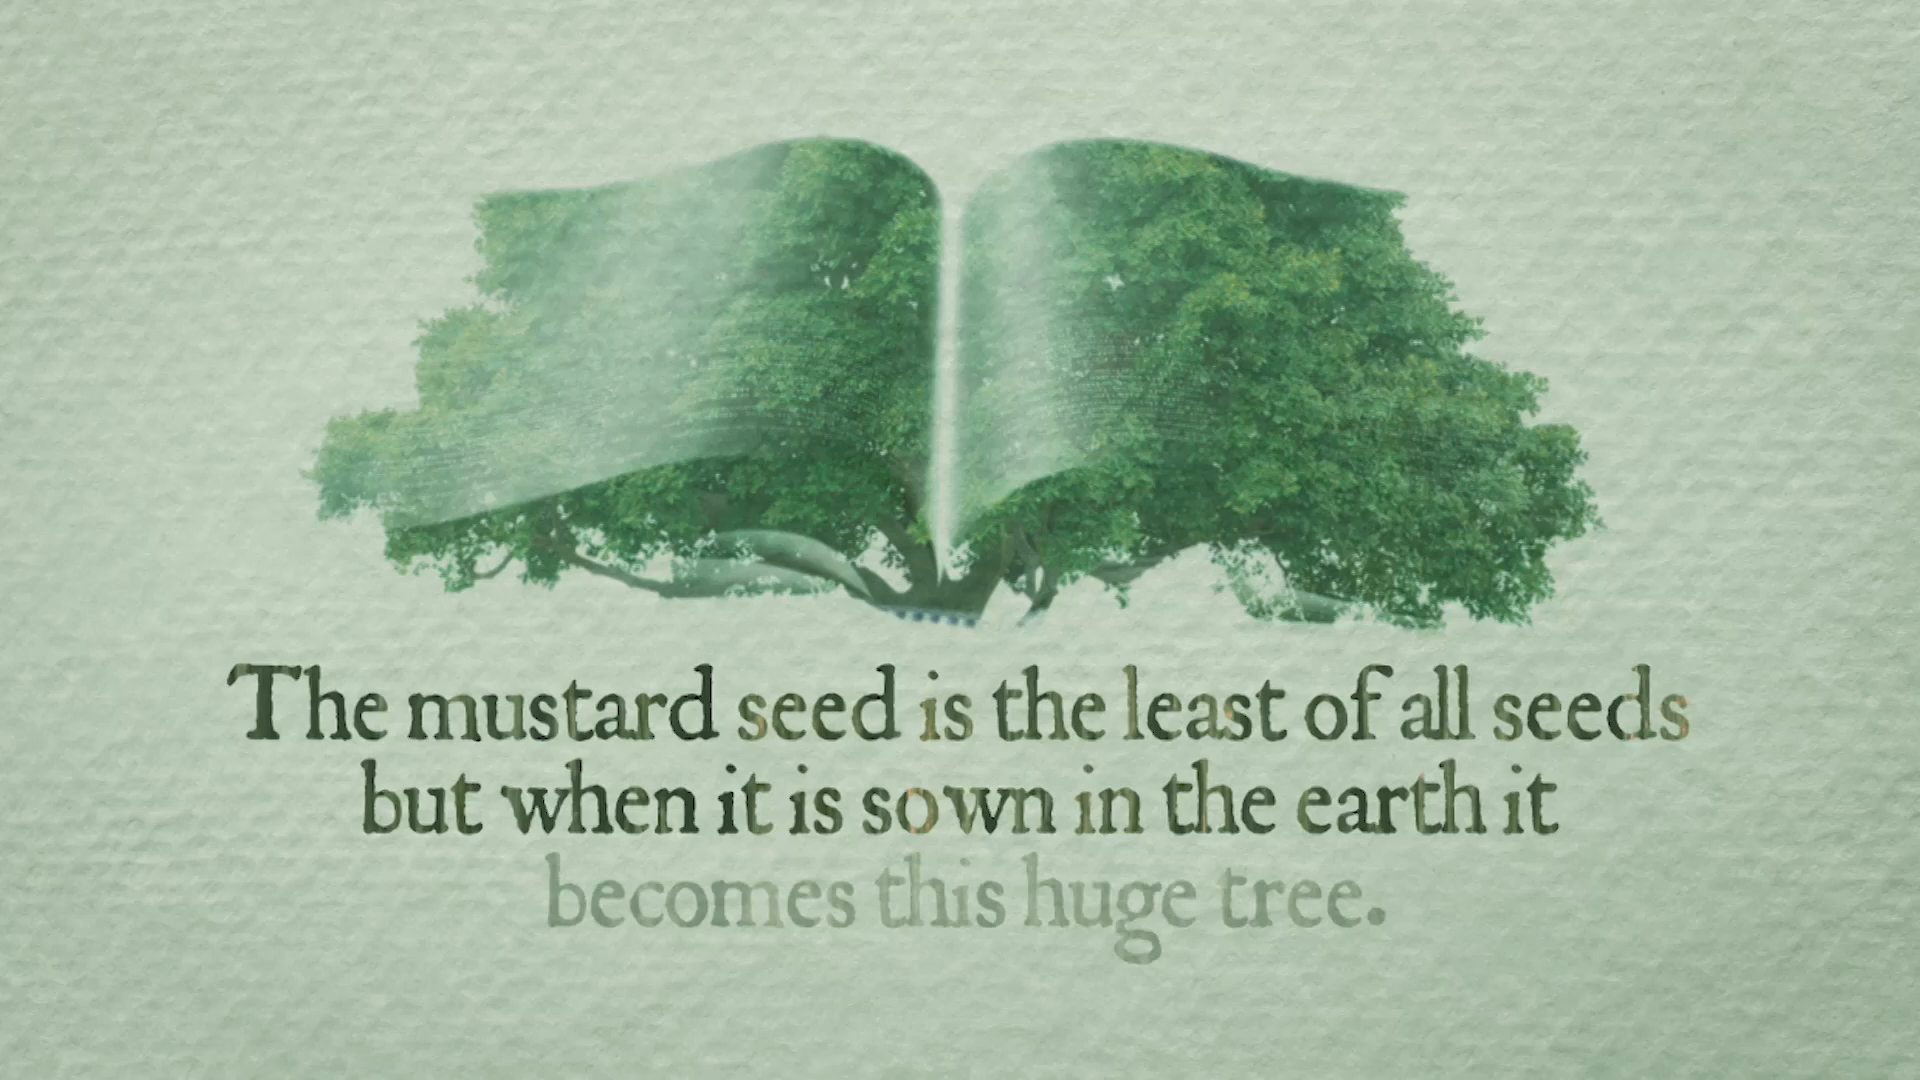 The mustard seed is the least of all seeds
but when it is sown in the earth it
becomes this huge tree.